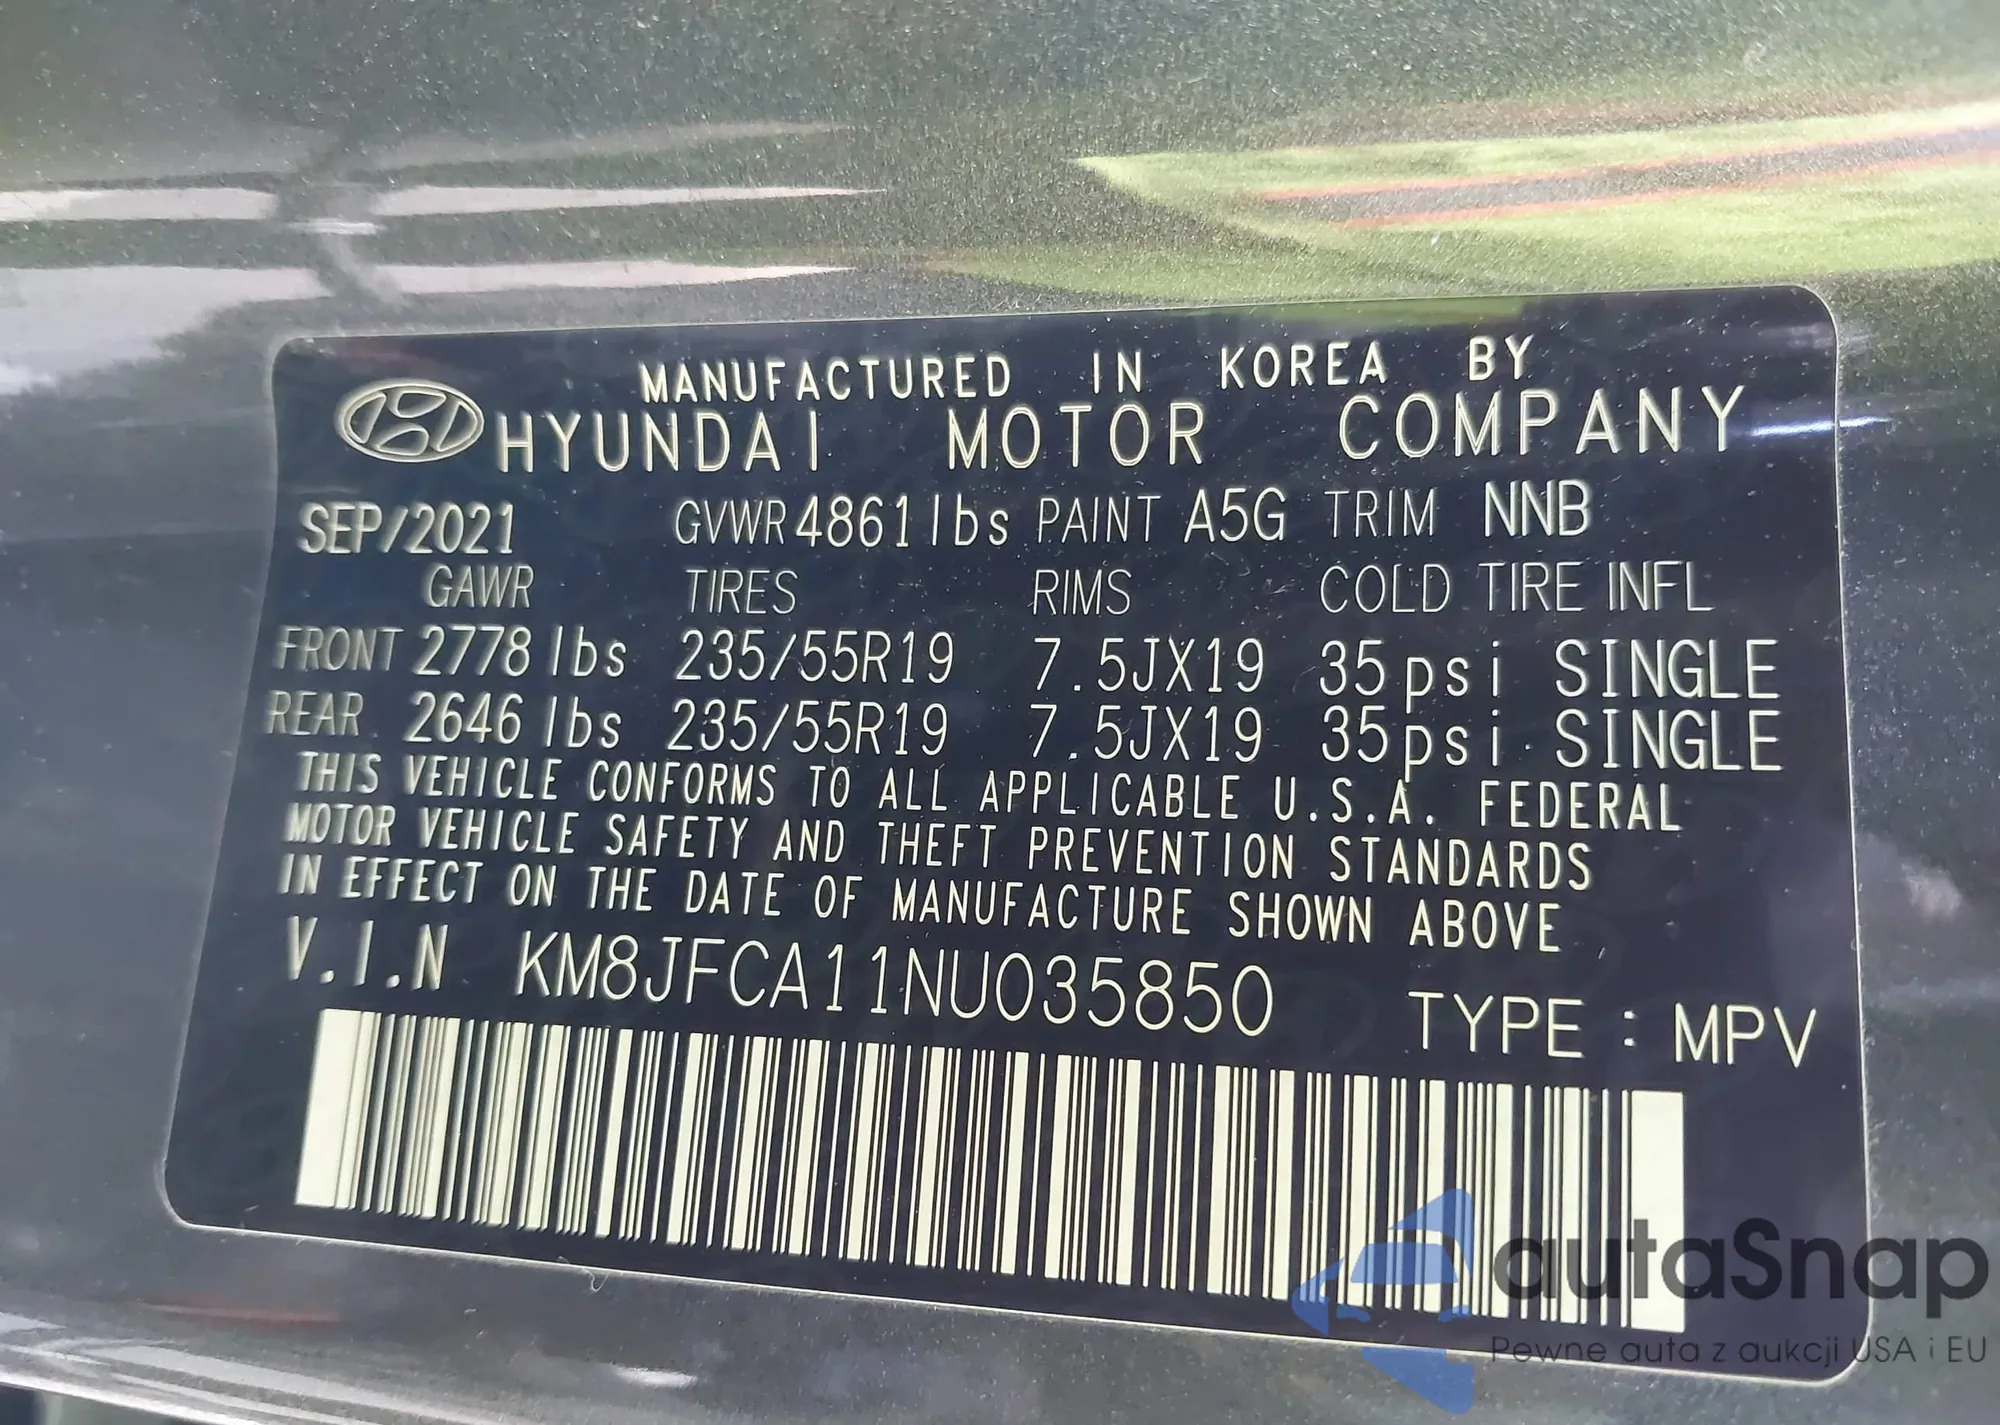 MANUFACTURED IN KOREA BY
HYUNDAI MOTOR COMPANY
SEP/2021 GVWR 4861 lbs PAINT A5G TRIM NNB
GAWR TIRES RIMS COLD TIRE INFL
FRONT 2778 lbs 235/55R19 7.5JX19 35psi SINGLE
REAR 2646 lbs 235/55R19 7.5JX19 35psi SINGLE
THIS VEHICLE CONFORMS TO ALL APPLICABLE U.S.A. FEDERAL
MOTOR VEHICLE SAFETY AND THEFT PREVENTION STANDARDS
IN EFFECT ON THE DATE OF MANUFACTURE SHOWN ABOVE
V.I.N KM8JFCA11NU035850 TYPE : MPV
autaSnap
Pewne auta z aukcji USA i EU